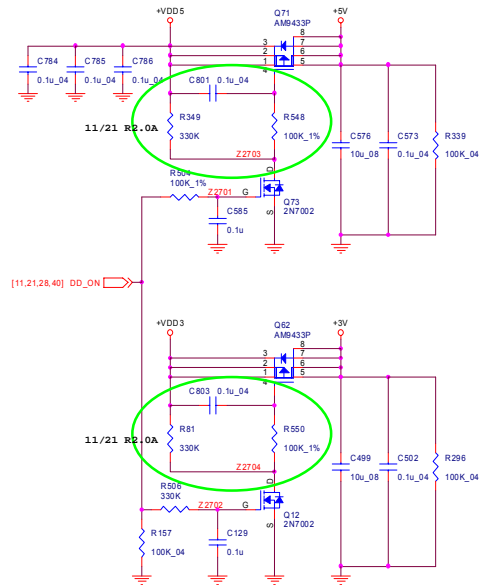 +VDD5
Q71
AM9433P
+5V
3
2
1
4
8
7
6
5
C784
0.1u_04
C785
0.1u_04
C786
0.1u_04
C801 0.1u_04
R349
330K
R548
100K_1%
11/21 R2.0A
Z2703
C576
10u_08
C573
0.1u_04
R339
100K_04
R504
100K_1%
Z2701
G
D
S
Q73
2N7002
C585
0.1u
[11,21,28,40] DD_ON
+VDD3
Q62
AM9433P
+3V
3
2
1
4
8
7
6
5
C803 0.1u_04
R81
330K
R550
100K_1%
11/21 R2.0A
Z2704
C499
10u_08
C502
0.1u_04
R296
100K_04
R506
330K
Z2702
G
D
S
Q12
2N7002
R157
100K_04
C129
0.1u